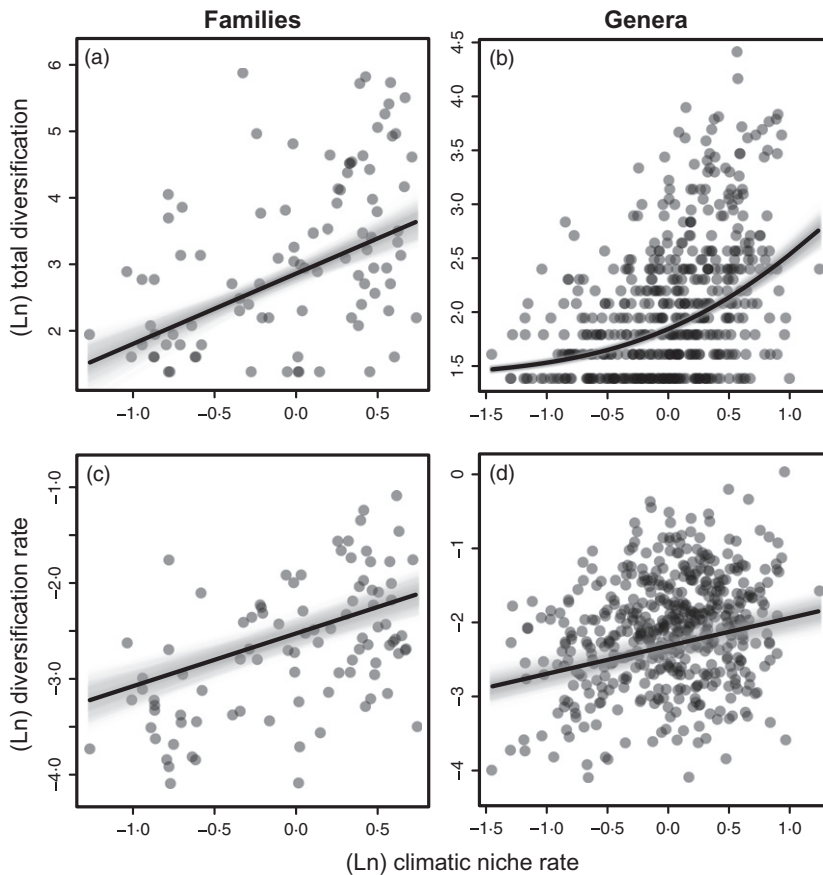 Families
Genera
(a)
(b)
(c)
(d)
(Ln) total diversification
(Ln) diversification rate
(Ln) climatic niche rate
6
5
4
3
2
−1·0 −0·5 0·0 0·5
4·5
4·0
3·5
3·0
2·5
2·0
1·5
−1·5 −1·0 −0·5 0·0 0·5 1·0
−1·0
−2·0
−3·0
−4·0
−1·0 −0·5 0·0 0·5
0
−1
−2
−3
−4
−1·5 −1·0 −0·5 0·0 0·5 1·0